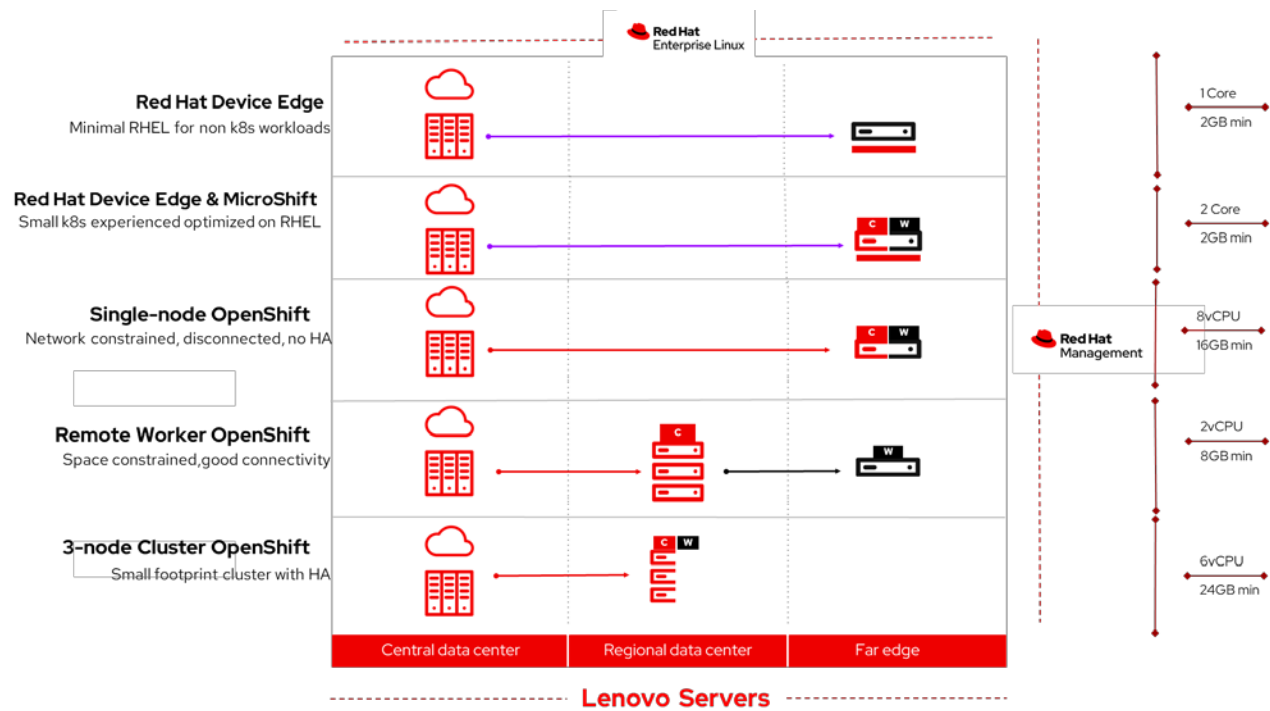 Red Hat
Enterprise Linux
Red Hat Device Edge
Minimal RHEL for non k8s workloads
1 Core
2GB min
Red Hat Device Edge & MicroShift
Small k8s experienced optimized on RHEL
C W
2 Core
2GB min
Single-node OpenShift
Network constrained, disconnected, no HA
C W
Red Hat
Management
8vCPU
16GB min
Remote Worker OpenShift
Space constrained,good connectivity
C
W
2vCPU
8GB min
3-node Cluster OpenShift
Small footprint cluster with HA
C W
6vCPU
24GB min
Central data center
Regional data center
Far edge
Lenovo Servers